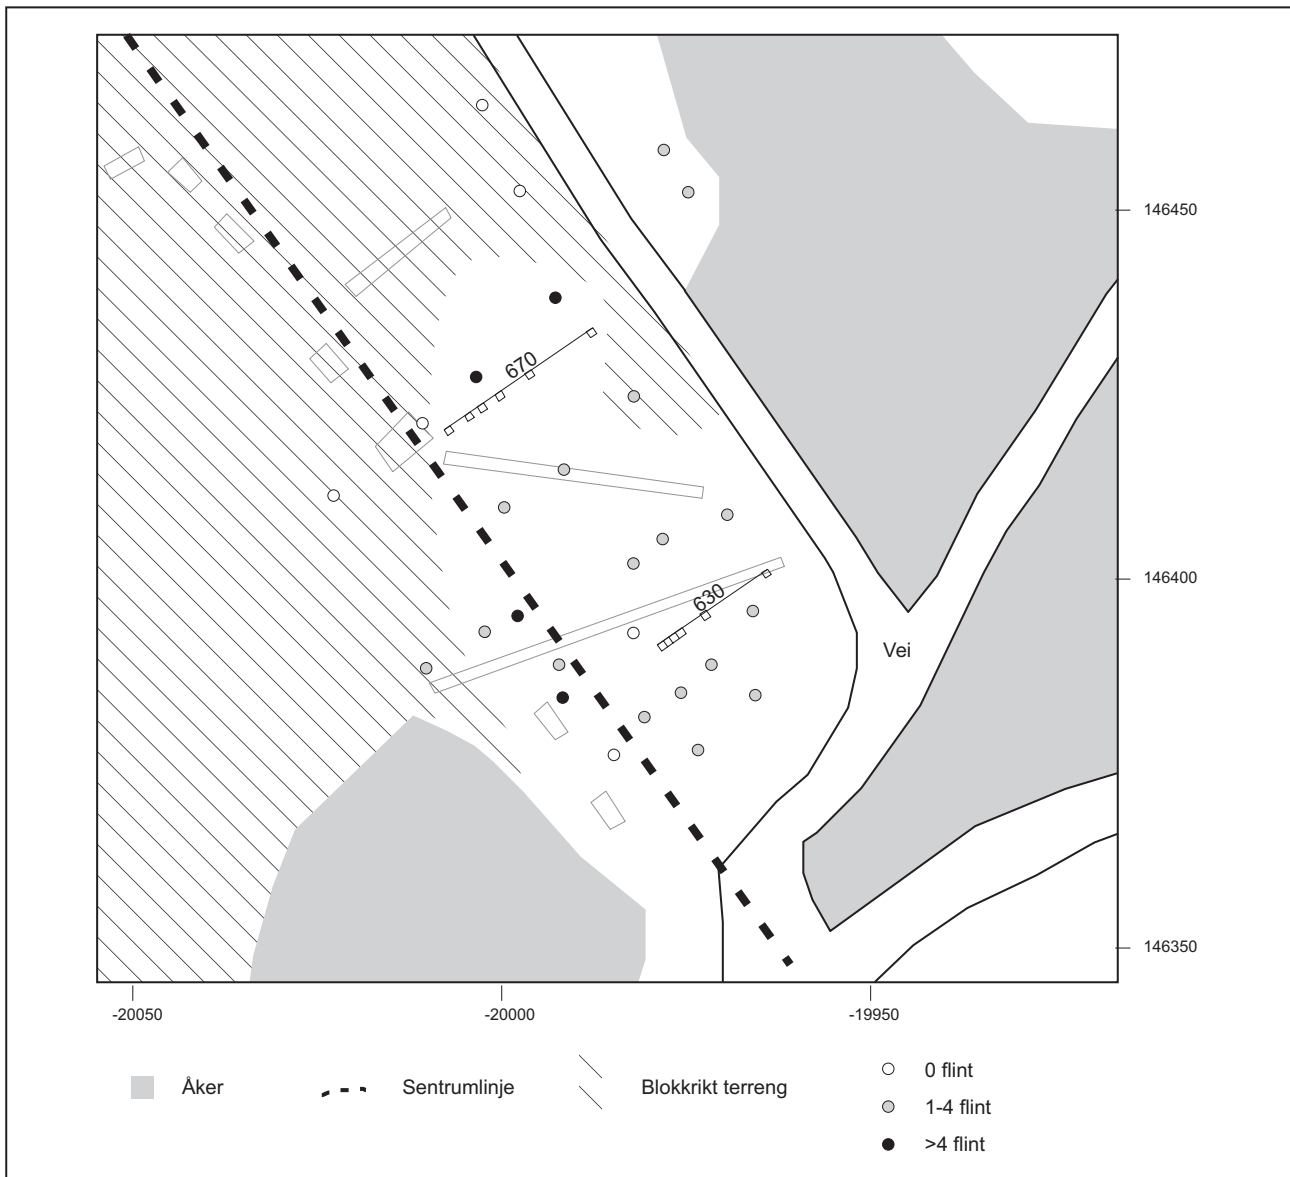 146450
670
146400
630
Vei
146350
-20050
-20000
-19950
Åker
Sentrumlinje
Blokkrikt terreng
0 flint
1-4 flint
>4 flint